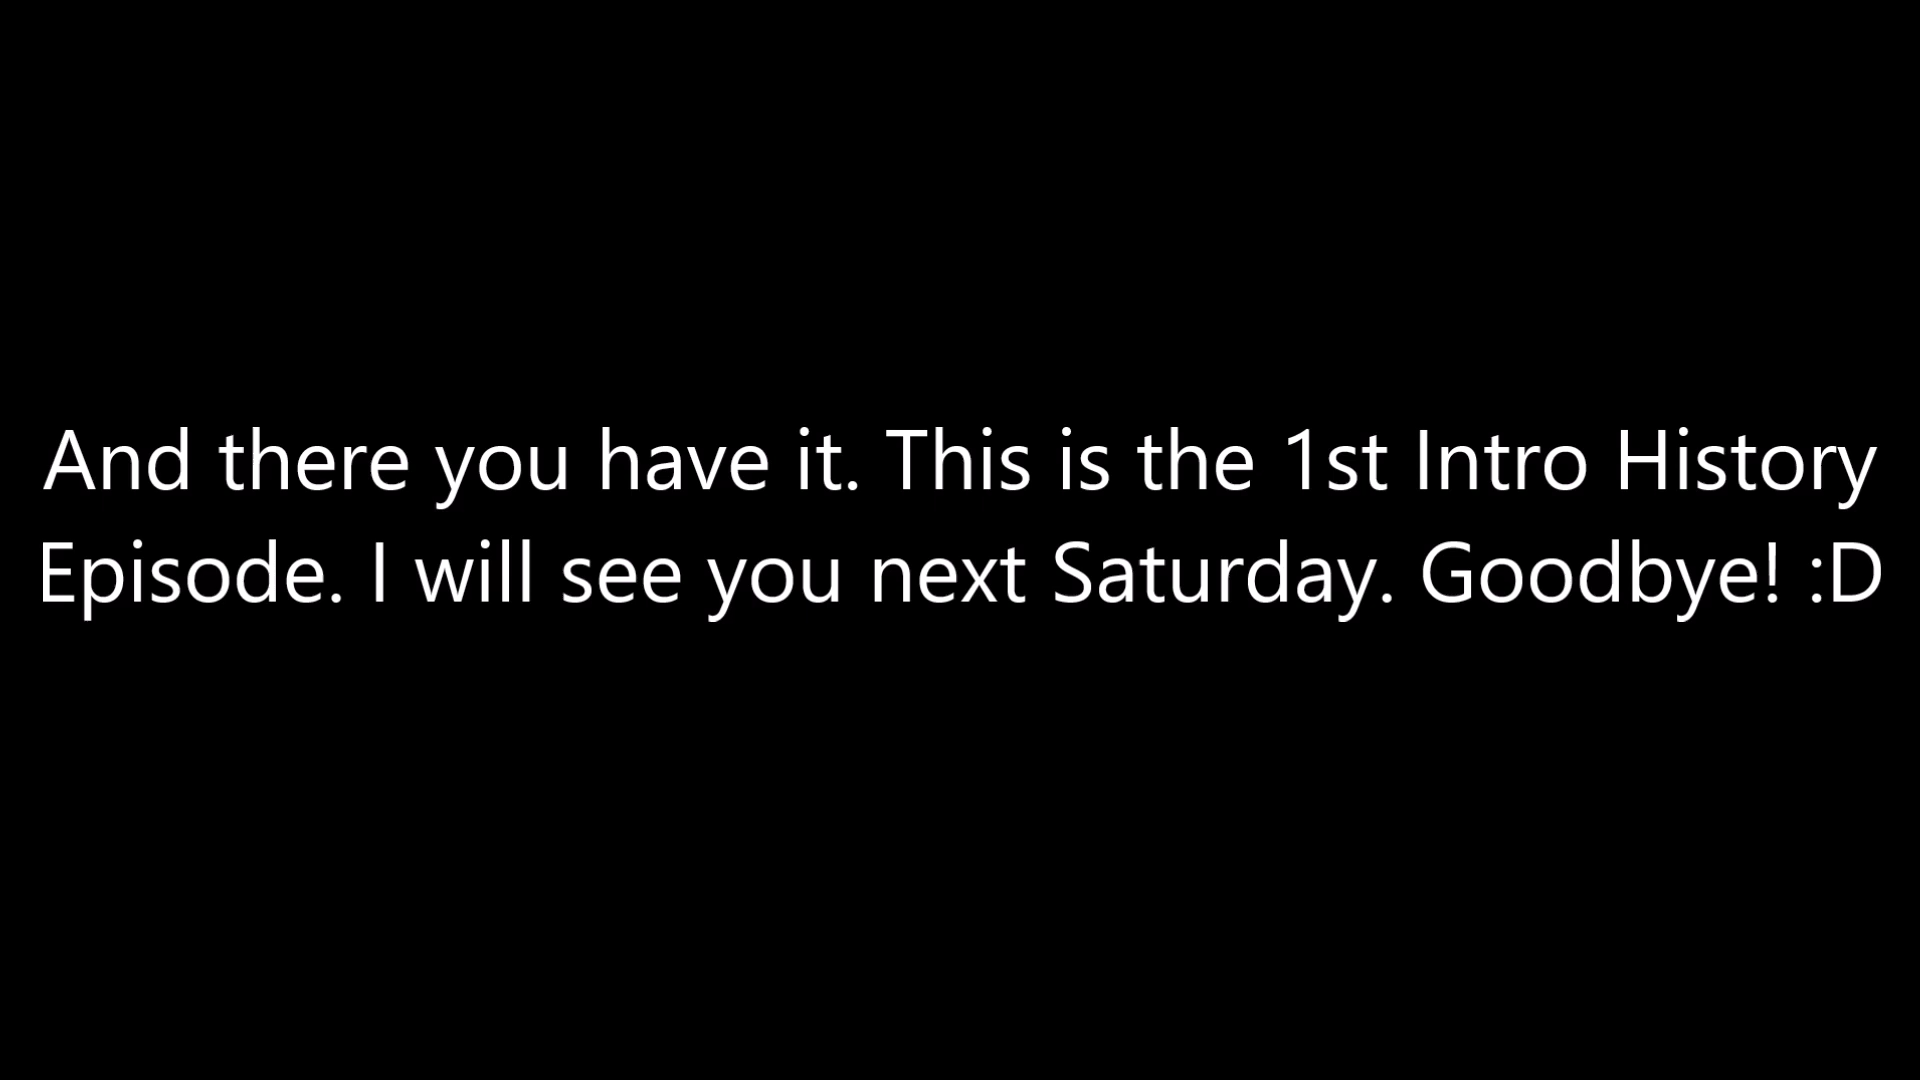 And there you have it. This is the 1st Intro History
Episode. I will see you next Saturday. Goodbye! :D